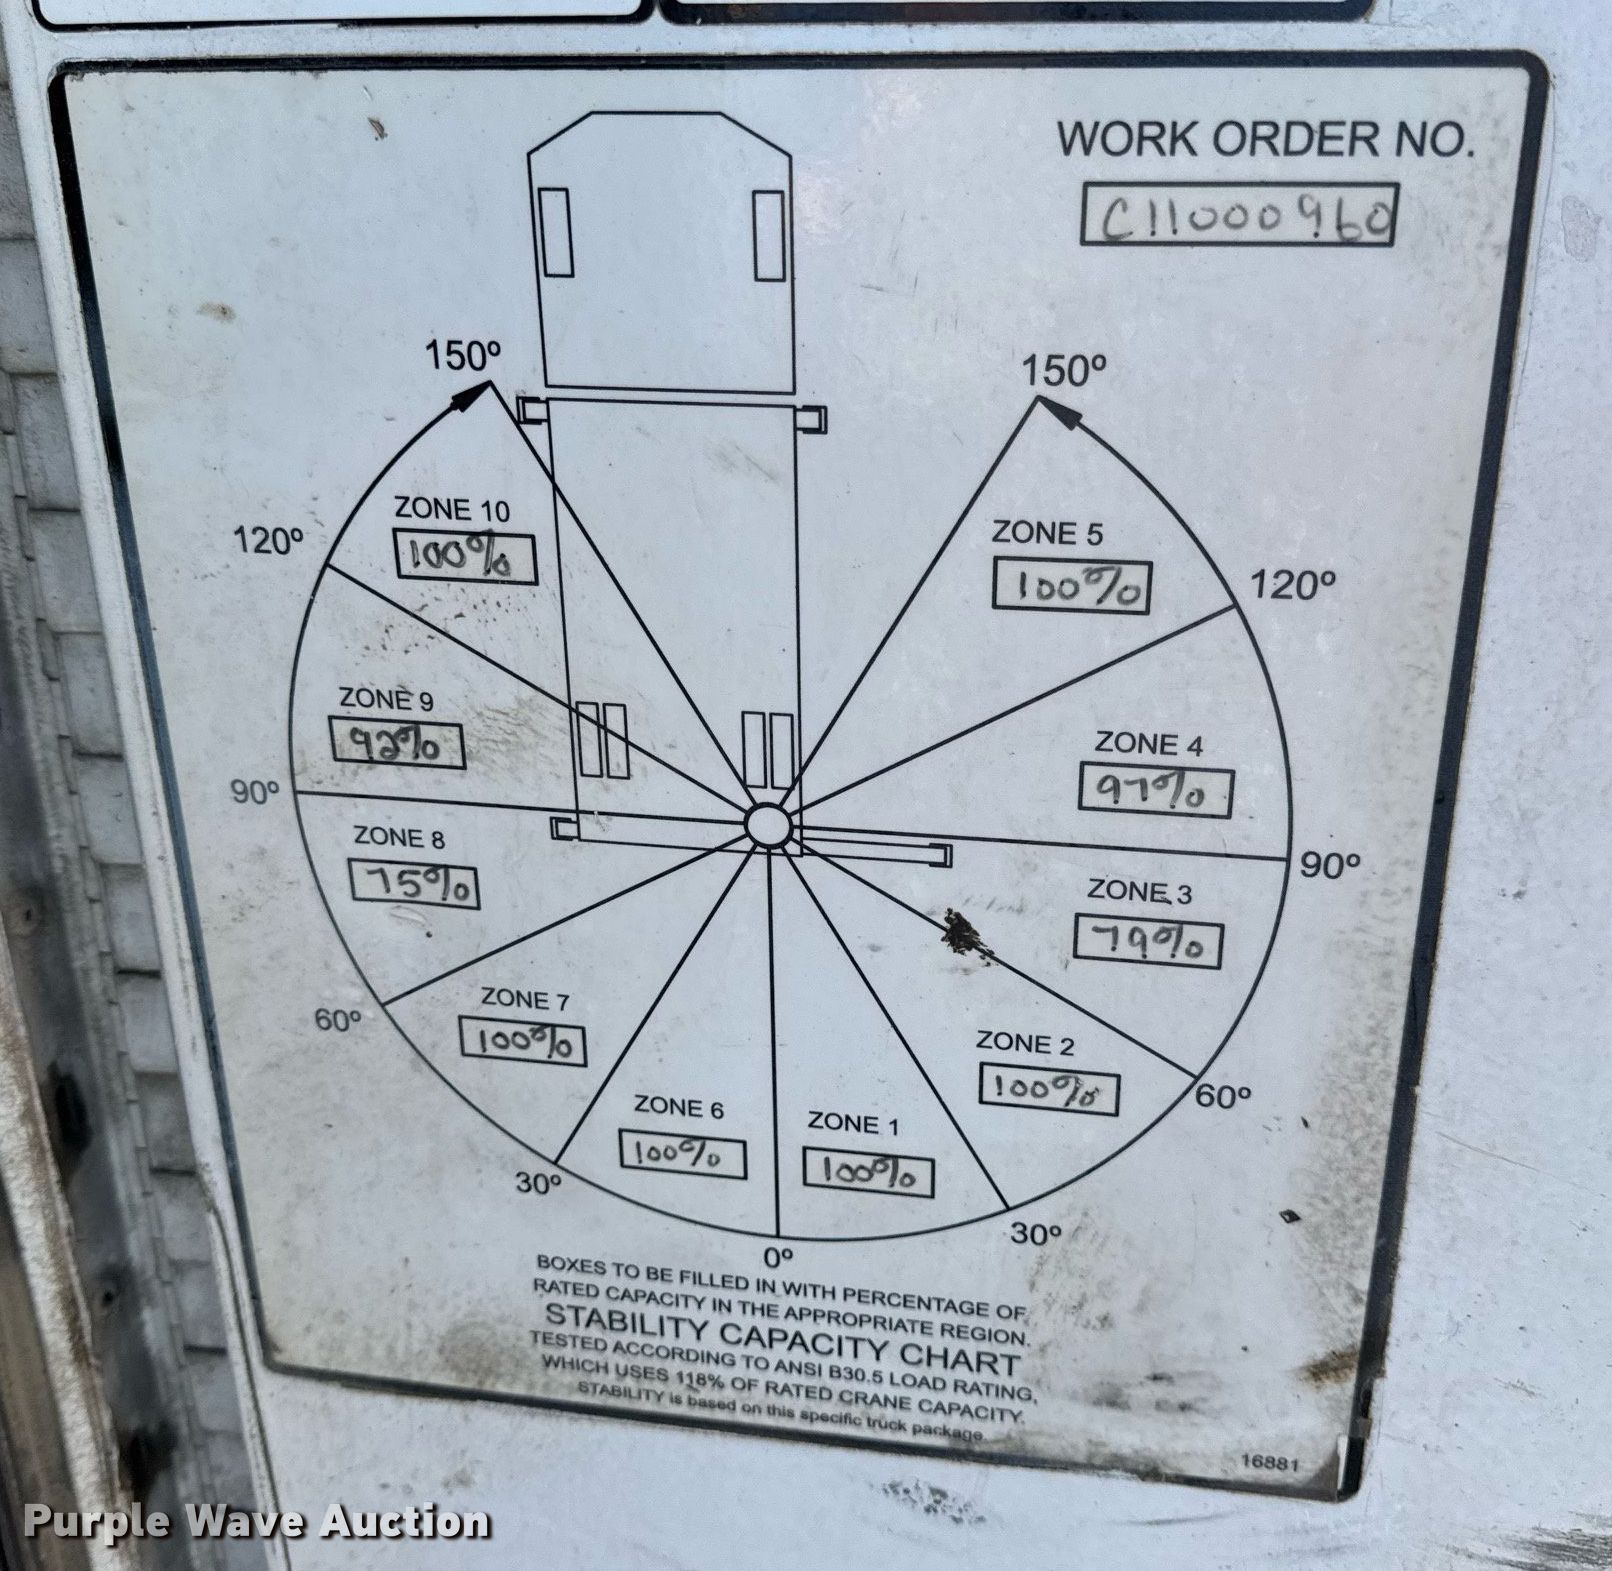 WORK ORDER NO.
C11000960
150º
150º
ZONE 10
100%
120º
ZONE 5
100%
120º
ZONE 9
92%
ZONE 4
97%
90º
ZONE 8
75%
90º
ZONE 3
79%
60º
ZONE 7
100%
ZONE 2
100%
60º
ZONE 6
100%
ZONE 1
100%
30º
30º
0º
BOXES TO BE FILLED IN WITH PERCENTAGE OF
RATED CAPACITY IN THE APPROPRIATE REGION.
STABILITY CAPACITY CHART
TESTED ACCORDING TO ANSI B30.5 LOAD RATING,
WHICH USES 118% OF RATED CRANE CAPACITY.
STABILITY is based on this specific truck package.
16881
Purple Wave Auction